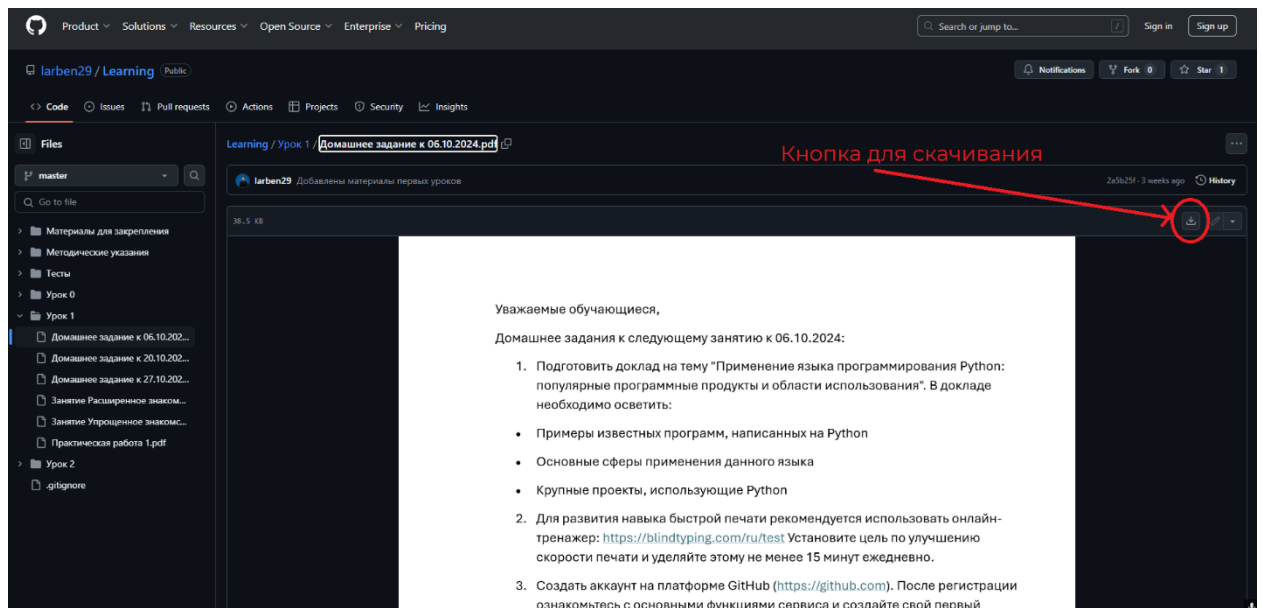 Product Solutions Resources Open Source Enterprise Pricing Search or jump to... / Sign in Sign up
larben29 / Learning Public Notifications Fork 0 Star 1
Code Issues Pull requests Actions Projects Security Insights
Files
Learning / Урок 1 / Домашнее задание к 06.10.2024.pdf
Кнопка для скачивания
master
larben29 Добавлены материалы первых уроков 2a5b25f · 3 weeks ago History
Go to file
38.5 KB
Материалы для закрепления
Методические указания
Тесты
Урок 0
Урок 1
Домашнее задание к 06.10.202...
Домашнее задание к 20.10.202...
Домашнее задание к 27.10.202...
Занятие Расширенное знаком...
Занятие Упрощенное знакомс...
Практическая работа 1.pdf
Урок 2
.gitignore
Уважаемые обучающиеся,
Домашнее задания к следующему занятию к 06.10.2024:
1. Подготовить доклад на тему "Применение языка программирования Python:
популярные программные продукты и области использования". В докладе
необходимо осветить:
• Примеры известных программ, написанных на Python
• Основные сферы применения данного языка
• Крупные проекты, использующие Python
2. Для развития навыка быстрой печати рекомендуется использовать онлайн-
тренажер: https://blindtyping.com/ru/test Установите цель по улучшению
скорости печати и уделяйте этому не менее 15 минут ежедневно.
3. Создать аккаунт на платформе GitHub (https://github.com). После регистрации
ознакомьтесь с основными функциями сервиса и создайте свой первый